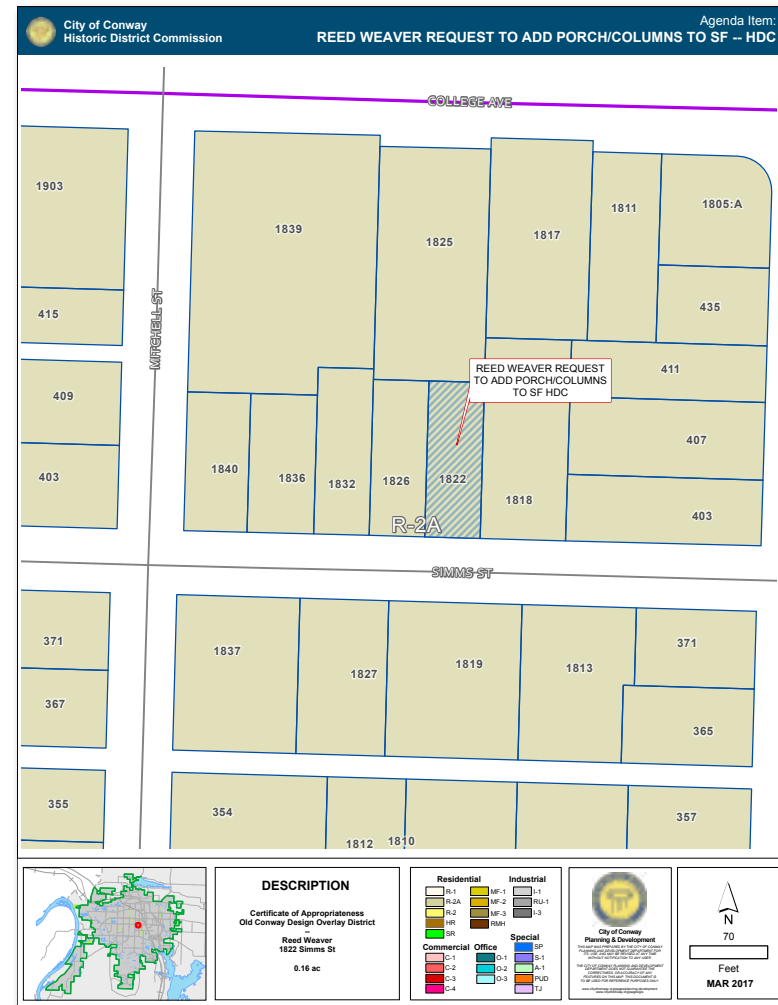 City of Conway
Historic District Commission
Agenda Item:
REED WEAVER REQUEST TO ADD PORCH/COLUMNS TO SF -- HDC
COLLEGE AVE
1903
1839
1825
1817
1811
1805:A
415
435
MITCHELL ST
REED WEAVER REQUEST
TO ADD PORCH/COLUMNS
TO SF HDC
411
409
407
403
1840
1836
1832
1826
1822
1818
403
R-2A
SIMMS ST
371
1837
1827
1819
1813
371
367
365
355
354
1812
1810
357
DESCRIPTION
Certificate of Appropriateness
Old Conway Design Overlay District
--
Reed Weaver
1822 Simms St
0.16 ac
Residential
R-1
R-2A
R-2
HR
SR
MF-1
MF-2
MF-3
RMH
Industrial
I-1
RU-1
I-3
Commercial
C-1
C-2
C-3
C-4
Office
O-1
O-2
O-3
Special
SP
S-1
A-1
PUD
TJ
City of Conway
Planning & Development
N
70
Feet
MAR 2017